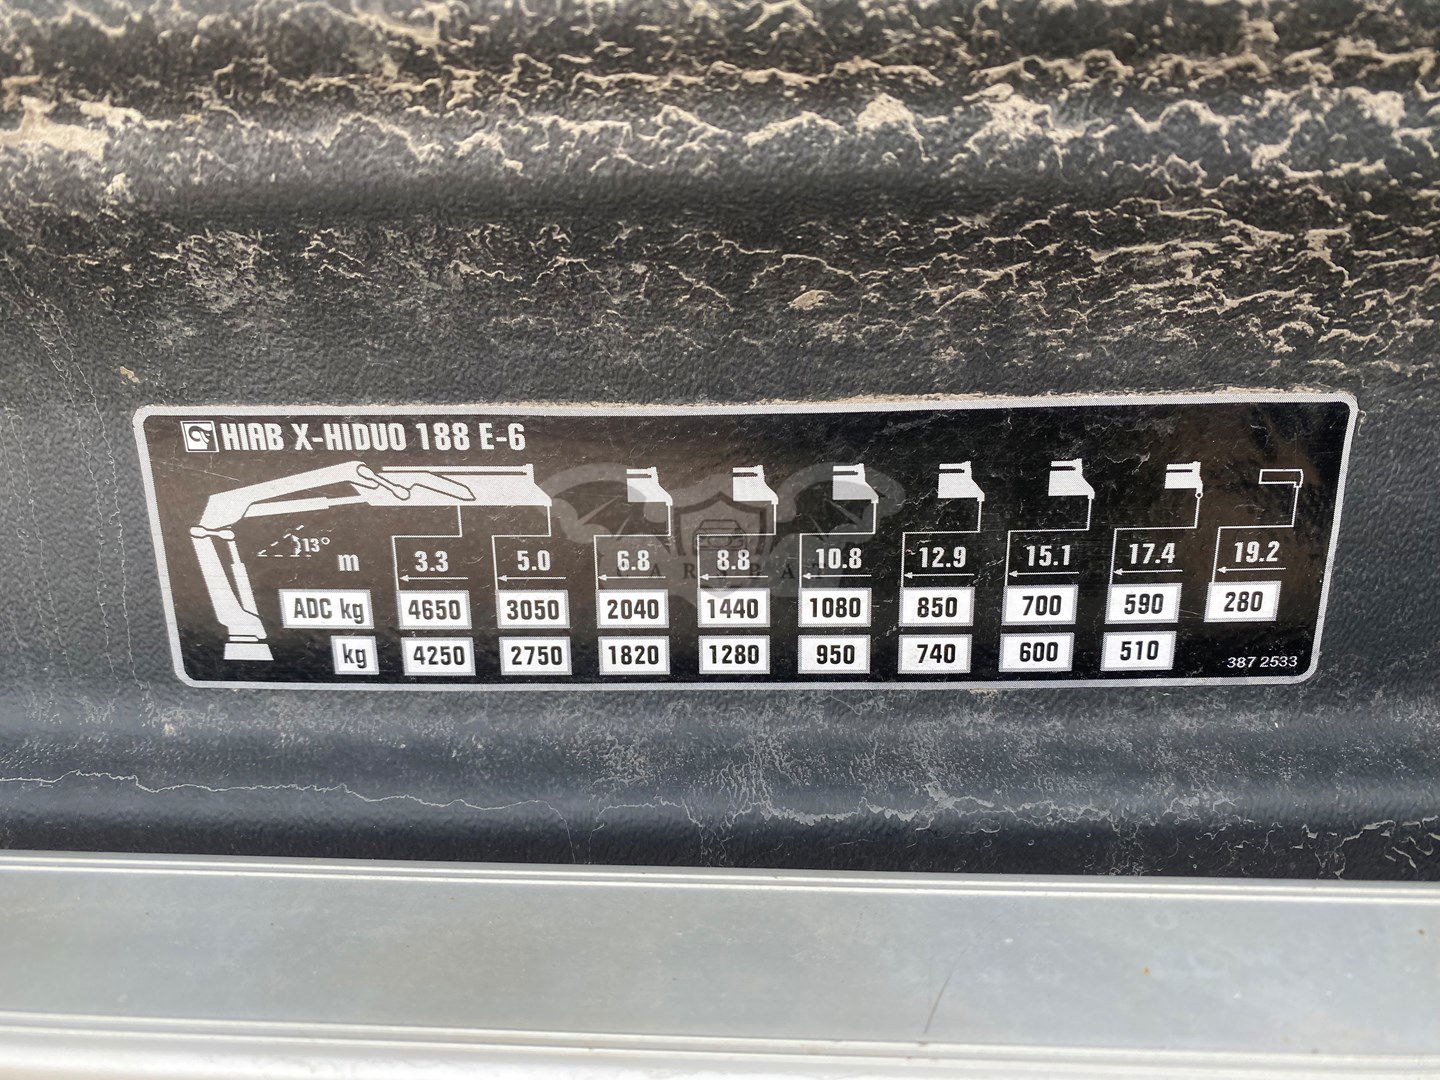 HIAB X-HIDUO 188 E-6
13°
m 3.3 5.0 6.8 8.8 10.8 12.9 15.1 17.4 19.2
CARSBAT
ADC kg 4650 3050 2040 1440 1080 850 700 590 280
kg 4250 2750 1820 1280 950 740 600 510
387 2533